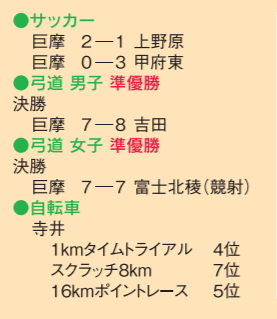 ●サッカー
巨摩 2―1 上野原
巨摩 0―3 甲府東
●弓道 男子 準優勝
決勝
巨摩 7―8 吉田
●弓道 女子 準優勝
決勝
巨摩 7―7 富士北稜(競射)
●自転車
寺井
1kmタイムトライアル 4位
スクラッチ8km 7位
16kmポイントレース 5位